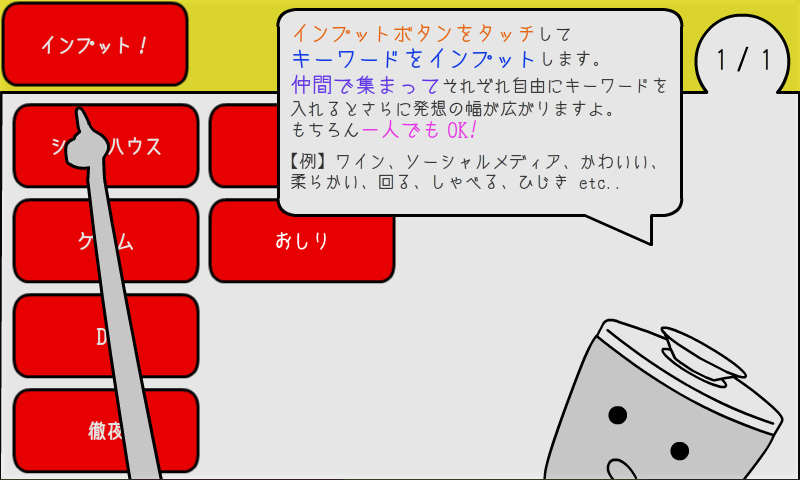 インプット！
インプットボタンをタッチして
キーワードをインプットします。
仲間で集まってそれぞれ自由にキーワードを
入れるとさらに発想の幅が広がりますよ。
もちろん一人でもOK!
【例】ワイン、ソーシャルメディア、かわいい、
柔らかい、回る、しゃべる、ひじき etc..
1 / 1
ハウス
おしり
徹夜